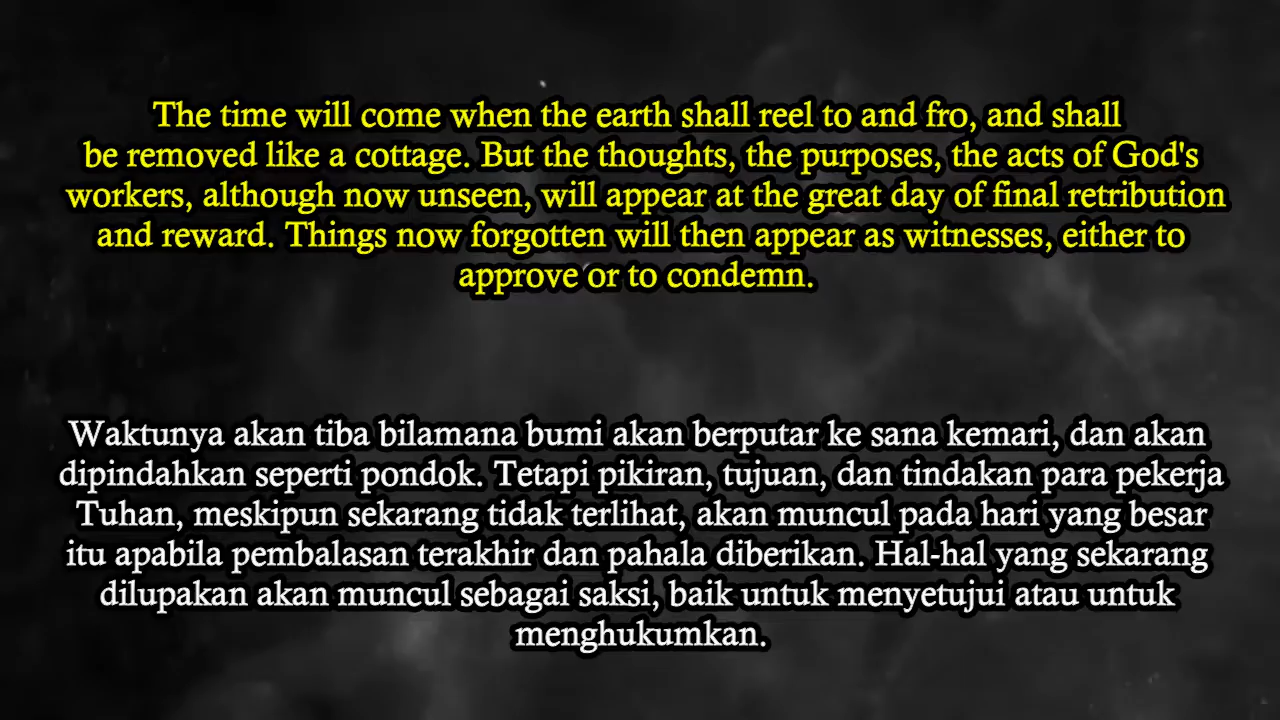 The time will come when the earth shall reel to and fro, and shall
be removed like a cottage. But the thoughts, the purposes, the acts of God's
workers, although now unseen, will appear at the great day of final retribution
and reward. Things now forgotten will then appear as witnesses, either to
approve or to condemn.
Waktunya akan tiba bilamana bumi akan berputar ke sana kemari, dan akan
dipindahkan seperti pondok. Tetapi pikiran, tujuan, dan tindakan para pekerja
Tuhan, meskipun sekarang tidak terlihat, akan muncul pada hari yang besar
itu apabila pembalasan terakhir dan pahala diberikan. Hal-hal yang sekarang
dilupakan akan muncul sebagai saksi, baik untuk menyetujui atau untuk
menghukumkan.